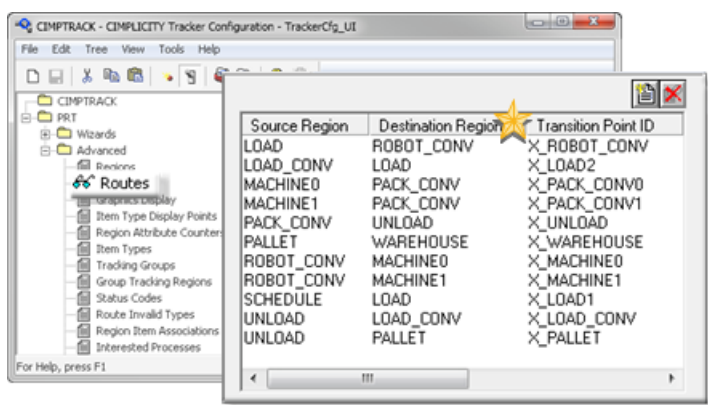 CIMPTRACK - CIMPLICITY Tracker Configuration - TrackerCfg_UI
File Edit Tree View Tools Help
CIMPTRACK
PRT
Wizards
Advanced
Regions
Routes
Graphics Display
Item Type Display Points
Region Attribute Counters
Item Types
Tracking Groups
Group Tracking Regions
Status Codes
Route Invalid Types
Region Item Associations
Interested Processes
For Help, press F1
Source Region Destination Region Transition Point ID
LOAD ROBOT_CONV X_ROBOT_CONV
LOAD_CONV LOAD X_LOAD2
MACHINE0 PACK_CONV X_PACK_CONV0
MACHINE1 PACK_CONV X_PACK_CONV1
PACK_CONV UNLOAD X_UNLOAD
PALLET WAREHOUSE X_WAREHOUSE
ROBOT_CONV MACHINE0 X_MACHINE0
ROBOT_CONV MACHINE1 X_MACHINE1
SCHEDULE LOAD X_LOAD1
UNLOAD LOAD_CONV X_LOAD_CONV
UNLOAD PALLET X_PALLET